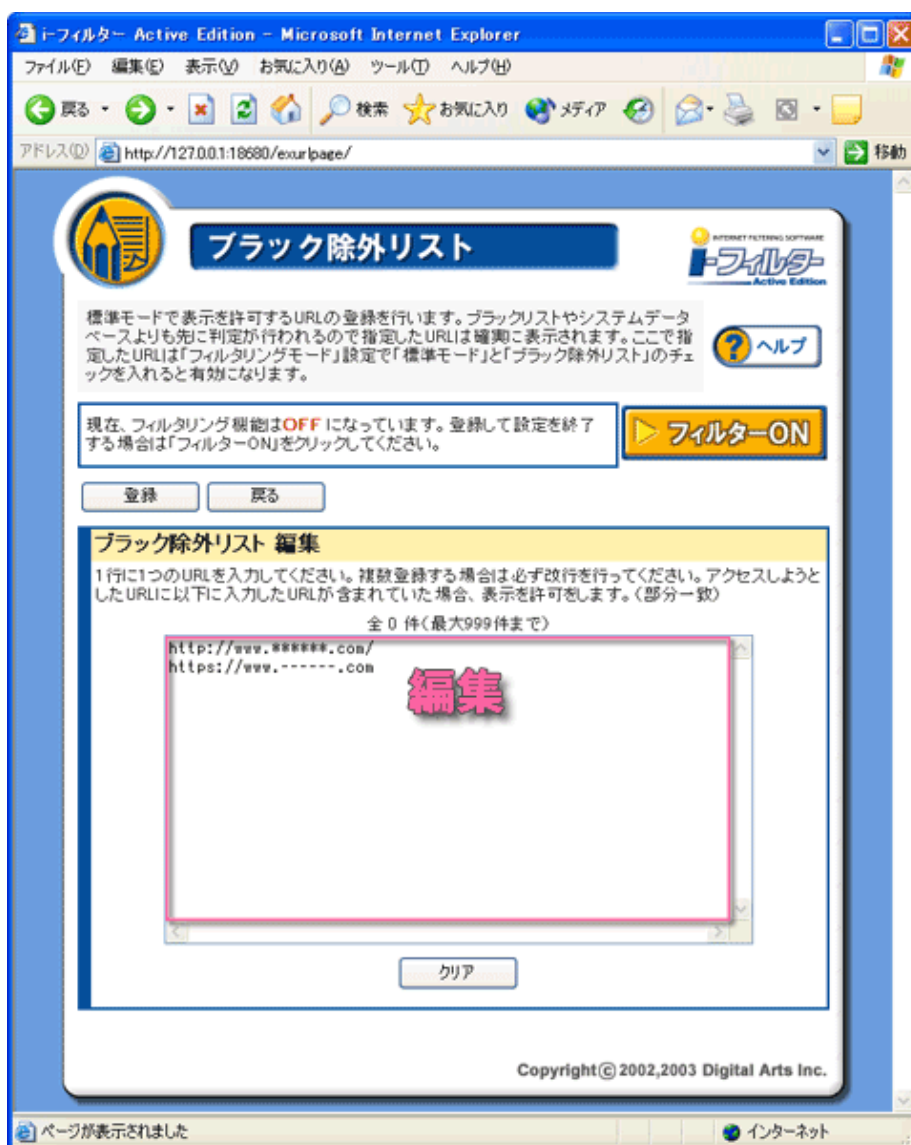 i-フィルター Active Edition - Microsoft Internet Explorer
ファイル(F) 編集(E) 表示(V) お気に入り(A) ツール(T) ヘルプ(H)
戻る 検索 お気に入り メディア
アドレス(D) http://127.0.0.1:18680/exurlpage/ 移動
ブラック除外リスト
INTERNET FILTERING SOFTWARE
i-フィルター
Active Edition
標準モードで表示を許可するURLの登録を行います。ブラックリストやシステムデータ
ベースよりも先に判定が行われるので指定したURLは確実に表示されます。ここで指
定したURLは「フィルタリングモード」設定で「標準モード」と「ブラック除外リスト」のチェ
ックを入れると有効になります。
ヘルプ
現在、フィルタリング機能はOFF になっています。登録して設定を終了
する場合は「フィルターON」をクリックしてください。
フィルターON
登録 戻る
ブラック除外リスト 編集
1行に1つのURLを入力してください。複数登録する場合は必ず改行を行ってください。アクセスしようと
したURLに以下に入力したURLが含まれていた場合、表示を許可をします。(部分一致)
全 0 件(最大999件まで)
http://www.******.com/
https://www.------.com
編集
クリア
Copyright© 2002,2003 Digital Arts Inc.
ページが表示されました インターネット